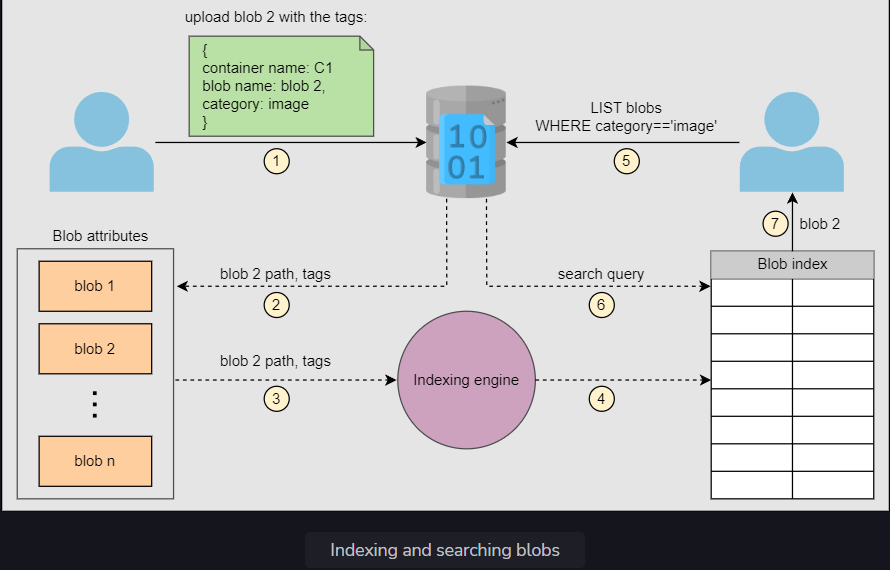 upload blob 2 with the tags:
{
container name: C1
blob name: blob 2,
category: image
}
10
01
LIST blobs
WHERE category=='image'
1
5
7
blob 2
Blob attributes
Blob index
blob 1
blob 2 path, tags
search query
2
6
blob 2
blob 2 path, tags
Indexing engine
3
4
blob n
Indexing and searching blobs